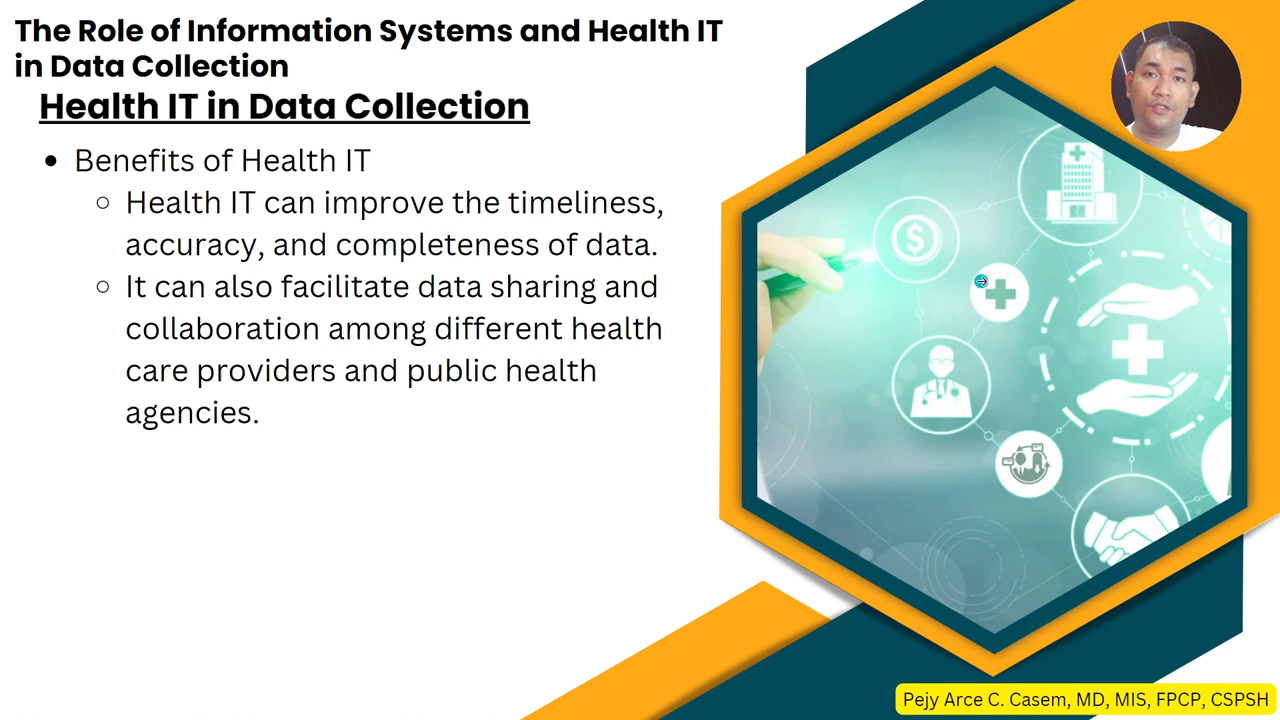 The Role of Information Systems and Health IT
in Data Collection
Health IT in Data Collection
• Benefits of Health IT
○ Health IT can improve the timeliness,
accuracy, and completeness of data.
○ It can also facilitate data sharing and
collaboration among different health
care providers and public health
agencies.
$
Pejy Arce C. Casem, MD, MIS, FPCP, CSPSH